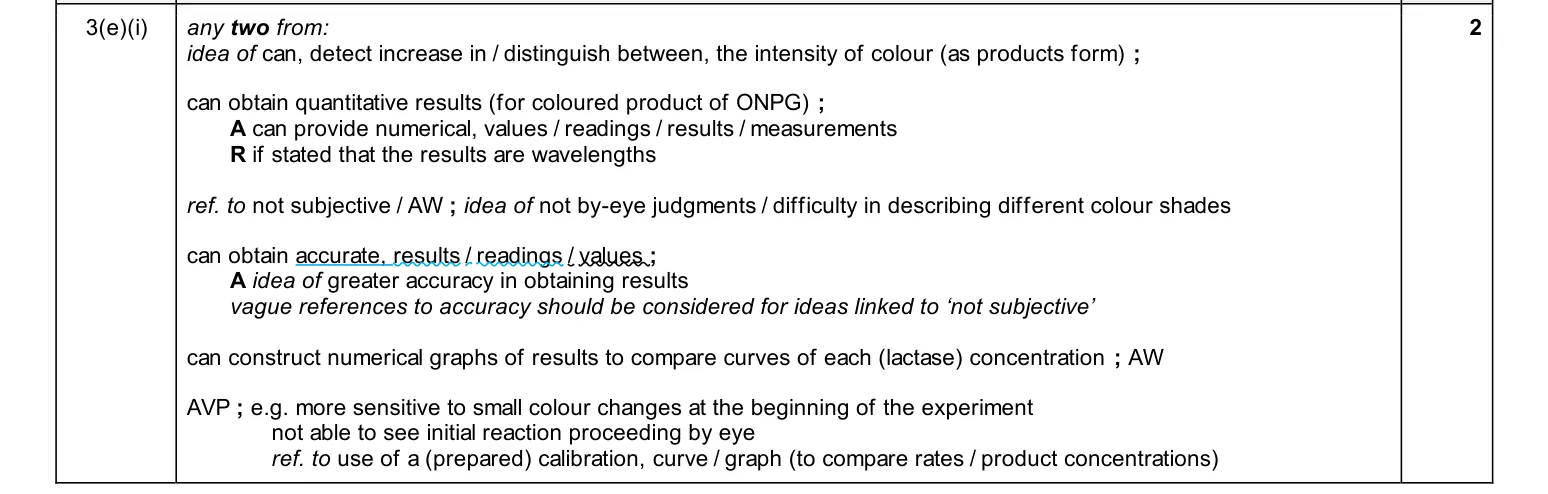 3(e)(i) any two from: 2
idea of can, detect increase in / distinguish between, the intensity of colour (as products form) ;
can obtain quantitative results (for coloured product of ONPG) ;
A can provide numerical, values / readings / results / measurements
R if stated that the results are wavelengths
ref. to not subjective / AW ; idea of not by-eye judgments / difficulty in describing different colour shades
can obtain accurate, results / readings / values ;
A idea of greater accuracy in obtaining results
vague references to accuracy should be considered for ideas linked to ‘not subjective’
can construct numerical graphs of results to compare curves of each (lactase) concentration ; AW
AVP ; e.g. more sensitive to small colour changes at the beginning of the experiment
not able to see initial reaction proceeding by eye
ref. to use of a (prepared) calibration, curve / graph (to compare rates / product concentrations)